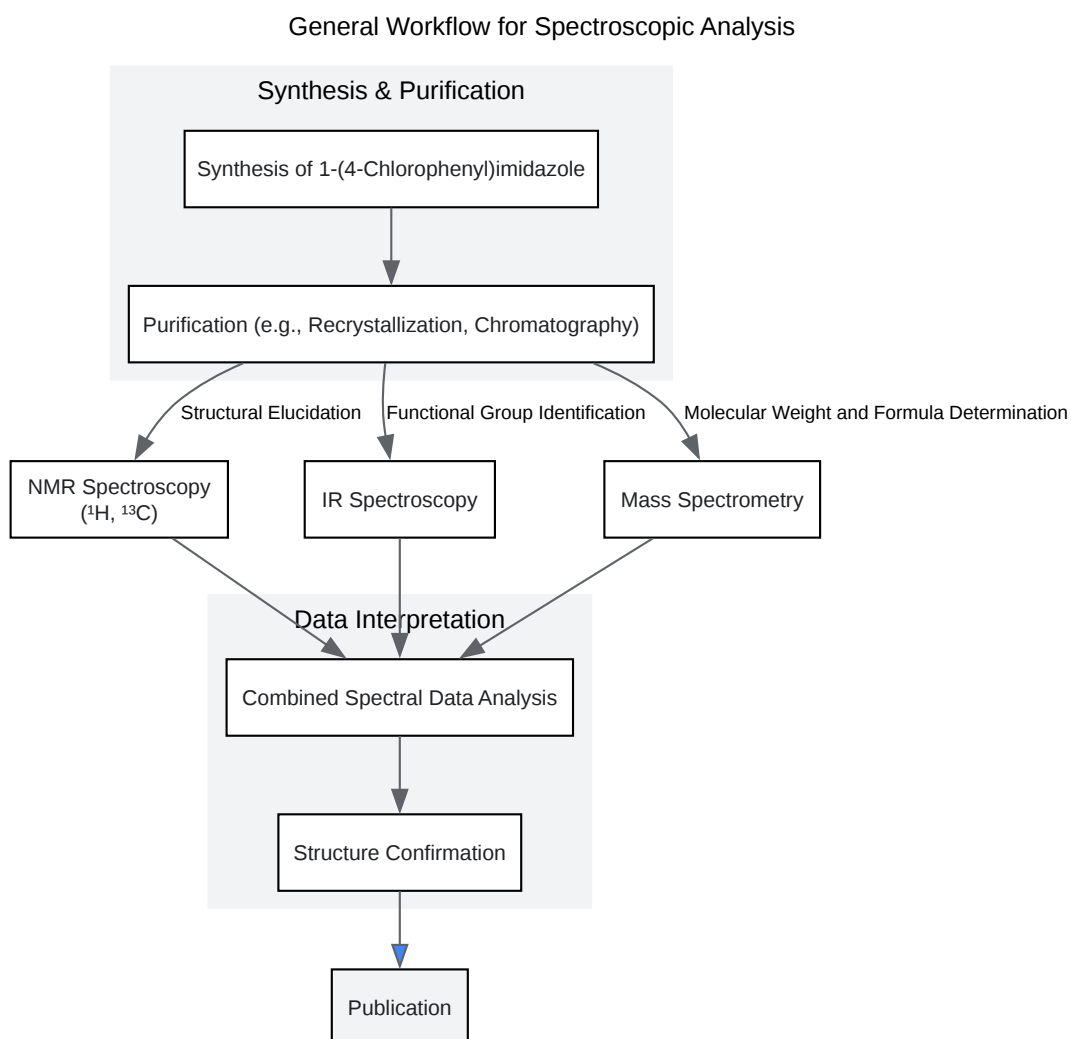 General Workflow for Spectroscopic Analysis
Synthesis & Purification
Synthesis of 1-(4-Chlorophenyl)imidazole
Purification (e.g., Recrystallization, Chromatography)
Structural Elucidation
Functional Group Identification
Molecular Weight and Formula Determination
NMR Spectroscopy
(¹H, ¹³C)
IR Spectroscopy
Mass Spectrometry
Data Interpretation
Combined Spectral Data Analysis
Structure Confirmation
Publication